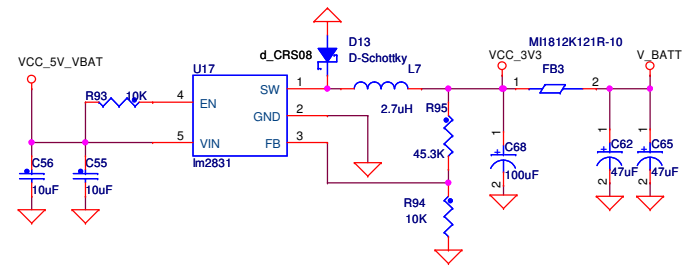 MI1812K121R-10
D13
d_CRS08
D-Schottky
VCC_5V_VBAT
U17
L7
VCC_3V3
FB3
V_BATT
R93
10K
4
EN
SW
1
2.7uH
R95
1
2
GND
2
5
VIN
FB
3
45.3K
lm2831
C56
10uF
C55
10uF
1
C68
100uF
2
1
C62
47uF
2
1
C65
47uF
2
R94
10K